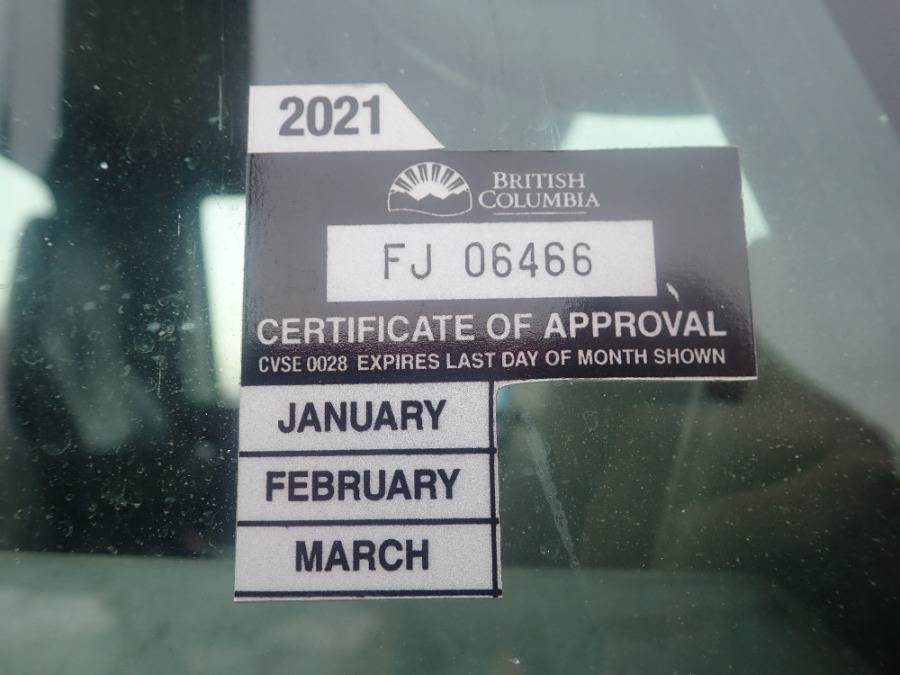 2021
BRITISH
COLUMBIA
FJ 06466
CERTIFICATE OF APPROVAL
CVSE 0028 EXPIRES LAST DAY OF MONTH SHOWN
JANUARY
FEBRUARY
MARCH